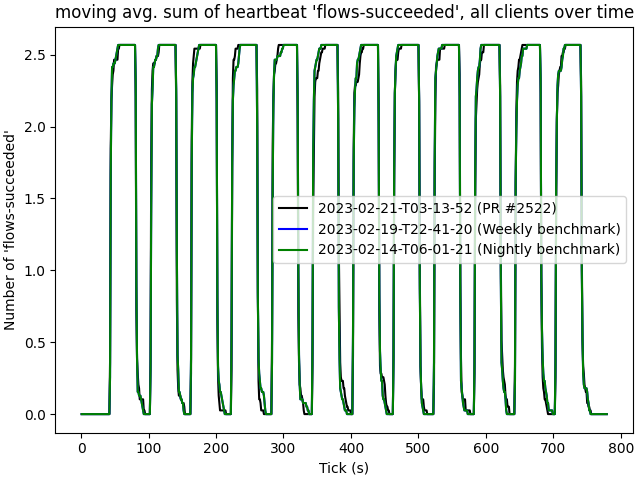 moving avg. sum of heartbeat 'flows-succeeded', all clients over time
Number of 'flows-succeeded'
2.5
2.0
1.5
1.0
0.5
0.0
2023-02-21-T03-13-52 (PR #2522)
2023-02-19-T22-41-20 (Weekly benchmark)
2023-02-14-T06-01-21 (Nightly benchmark)
0 100 200 300 400 500 600 700 800
Tick (s)